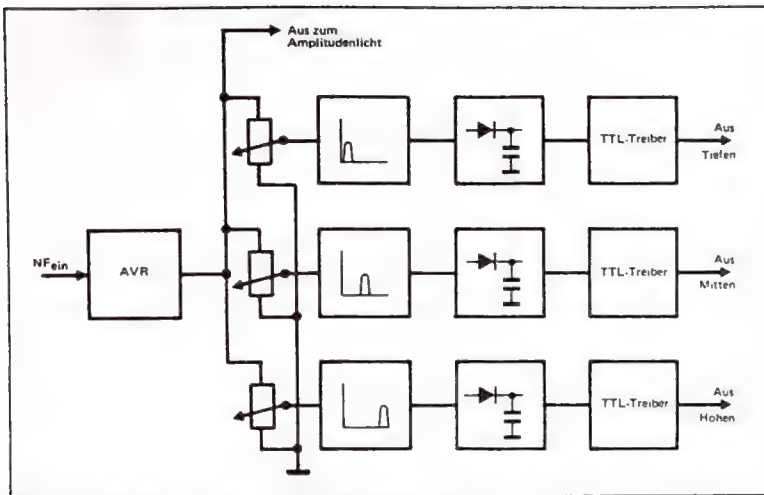 Aus zum
Amplitudenlicht
TTL-Treiber
Aus
Tiefen
NFein
AVR
TTL-Treiber
Aus
Mitten
TTL-Treiber
Aus
Hohen